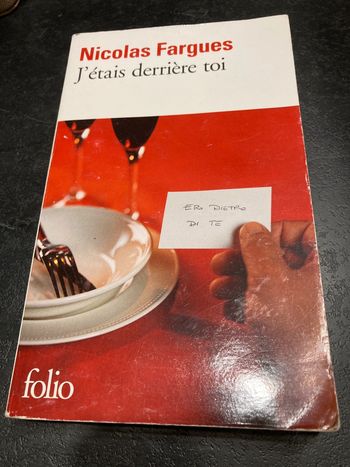 Nicolas Fargues
J'étais derrière toi
ERO DIETRO
DI TE
folio